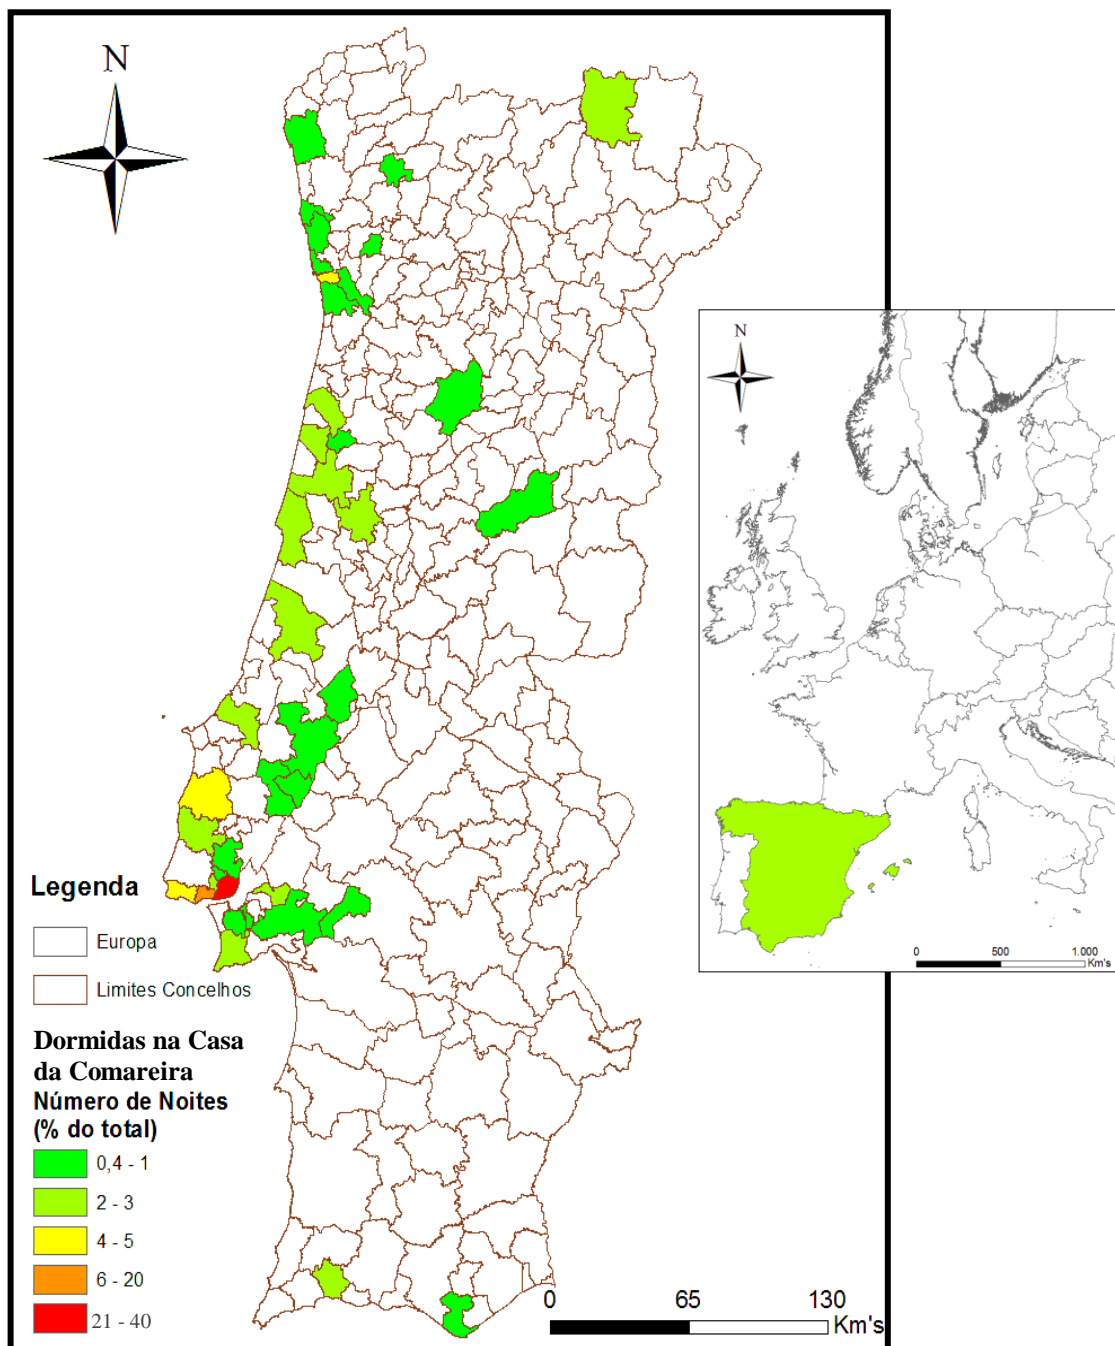 N
N
0 500 1.000
Km's
Legenda
Europa
Limites Concelhos
Dormidas na Casa
da Comareira
Número de Noites
(% do total)
0,4 - 1
2 - 3
4 - 5
6 - 20
21 - 40
0 65 130
Km's